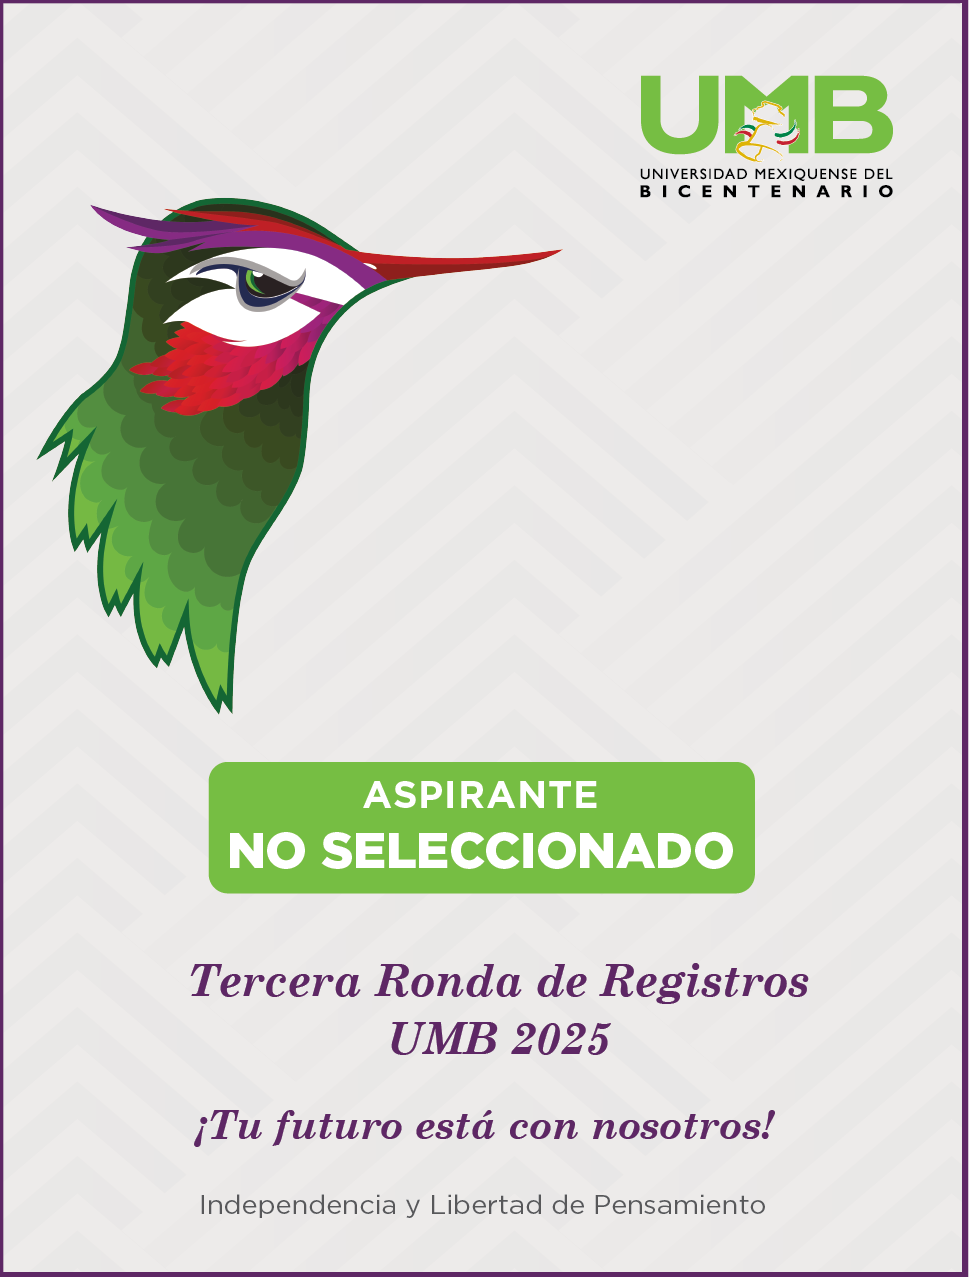 UMB
UNIVERSIDAD MEXIQUENSE DEL
BICENTENARIO
ASPIRANTE
NO SELECCIONADO
Tercera Ronda de Registros
UMB 2025
¡Tu futuro está con nosotros!
Independencia y Libertad de Pensamiento